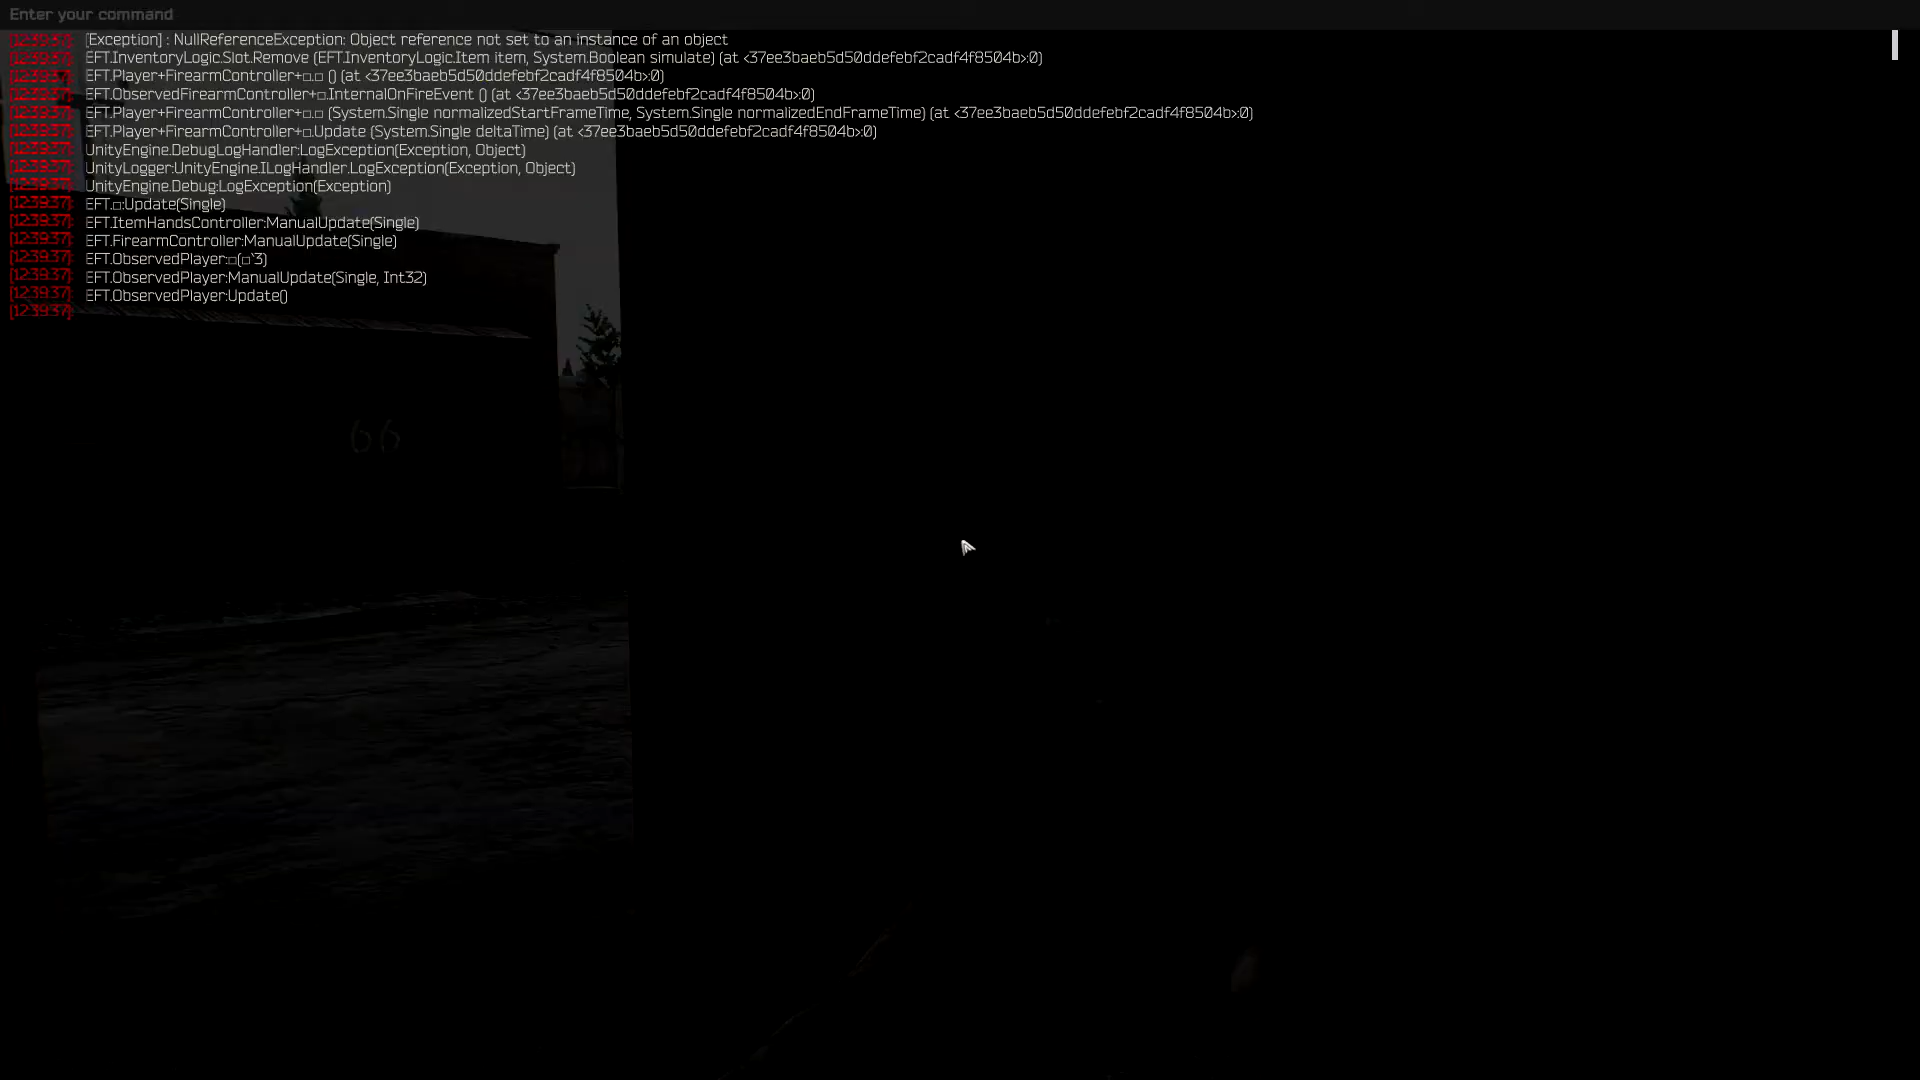 Enter your command
[12:39:37]: [Exception] : NullReferenceException: Object reference not set to an instance of an object
[12:39:37]: EFT.InventoryLogic.Slot.Remove (EFT.InventoryLogic.Item item, System.Boolean simulate) (at <37ee3baeb5d50ddefebf2cadf4f8504b>:0)
[12:39:37]: EFT.Player+FirearmController+□.□ () (at <37ee3baeb5d50ddefebf2cadf4f8504b>:0)
[12:39:37]: EFT.ObservedFirearmController+□.InternalOnFireEvent () (at <37ee3baeb5d50ddefebf2cadf4f8504b>:0)
[12:39:37]: EFT.Player+FirearmController+□.□ (System.Single normalizedStartFrameTime, System.Single normalizedEndFrameTime) (at <37ee3baeb5d50ddefebf2cadf4f8504b>:0)
[12:39:37]: EFT.Player+FirearmController+□.Update (System.Single deltaTime) (at <37ee3baeb5d50ddefebf2cadf4f8504b>:0)
[12:39:37]: UnityEngine.DebugLogHandler:LogException(Exception, Object)
[12:39:37]: UnityLogger:UnityEngine.ILogHandler.LogException(Exception, Object)
[12:39:37]: UnityEngine.Debug:LogException(Exception)
[12:39:37]: EFT.□:Update(Single)
[12:39:37]: EFT.ItemHandsController:ManualUpdate(Single)
[12:39:37]: EFT.FirearmController:ManualUpdate(Single)
[12:39:37]: EFT.ObservedPlayer:□(□`3)
[12:39:37]: EFT.ObservedPlayer:ManualUpdate(Single, Int32)
[12:39:37]: EFT.ObservedPlayer:Update()
[12:39:37]:
66